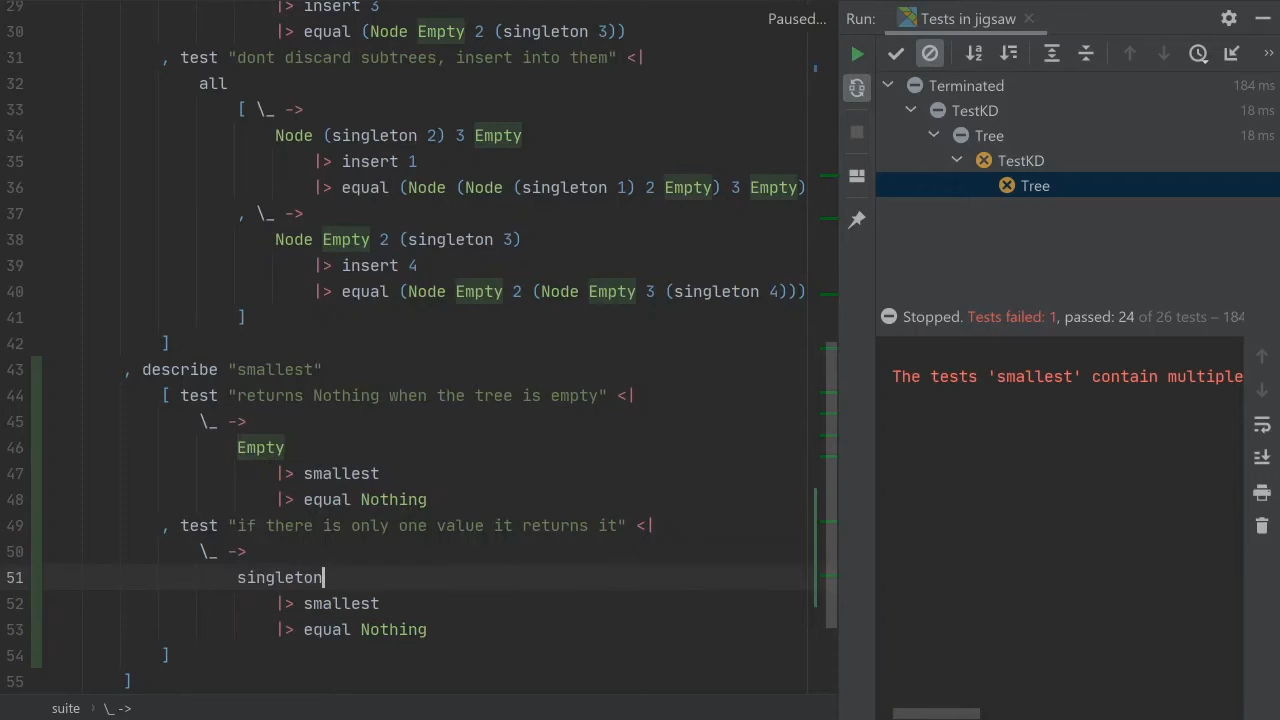 29 |> insert 3
30 |> equal (Node Empty 2 (singleton 3))
31 , test "dont discard subtrees, insert into them" <|
32 all
33 [ \_ ->
34 Node (singleton 2) 3 Empty
35 |> insert 1
36 |> equal (Node (Node (singleton 1) 2 Empty) 3 Empty)
37 , \_ ->
38 Node Empty 2 (singleton 3)
39 |> insert 4
40 |> equal (Node Empty 2 (Node Empty 3 (singleton 4)))
41 ]
42 ]
43 , describe "smallest"
44 [ test "returns Nothing when the tree is empty" <|
45 \_ ->
46 Empty
47 |> smallest
48 |> equal Nothing
49 , test "if there is only one value it returns it" <|
50 \_ ->
51 singleton
52 |> smallest
53 |> equal Nothing
54 ]
55 ]
suite › \_ ->
Paused...
Run: Tests in jigsaw
Terminated 184 ms
TestKD 18 ms
Tree 18 ms
TestKD
Tree
Stopped. Tests failed: 1, passed: 24 of 26 tests – 184
The tests 'smallest' contain multiple